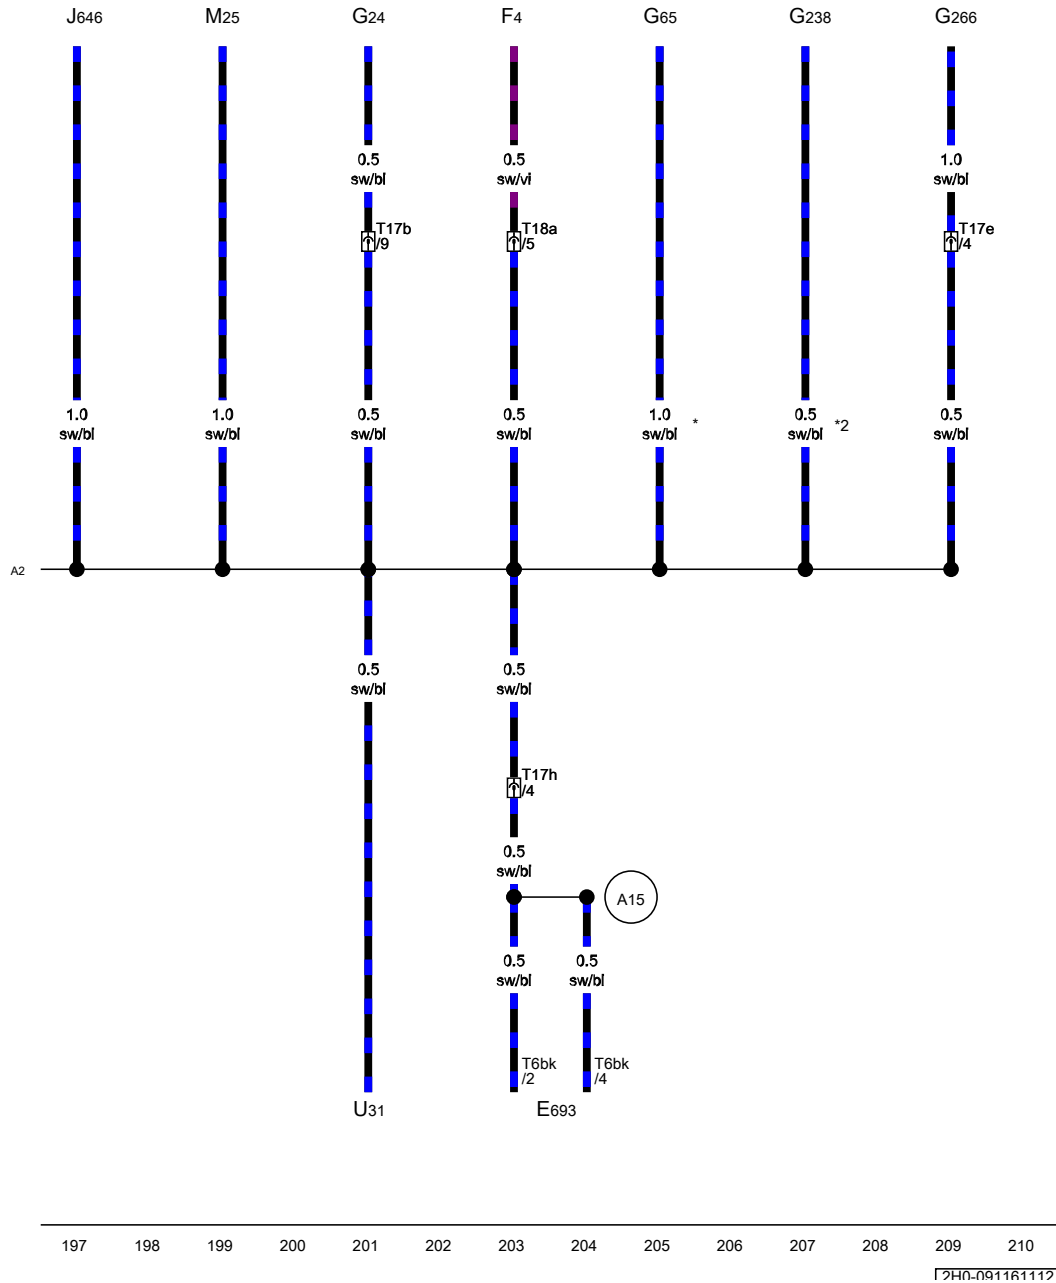 J646 M25 G24 F4 G65 G238 G266
0.5 0.5 1.0
sw/bl sw/vi sw/bl
T17b T18a T17e
/9 /5 /4
1.0 1.0 0.5 0.5 1.0 0.5 0.5
sw/bl sw/bl sw/bl sw/bl sw/bl * sw/bl *2 sw/bl
A2
0.5 0.5
sw/bl sw/bl
T17h
/4
0.5
sw/bl
A15
0.5 0.5
sw/bl sw/bl
T6bk T6bk
/2 /4
U31 E693
197 198 199 200 201 202 203 204 205 206 207 208 209 210
2H0-091161112